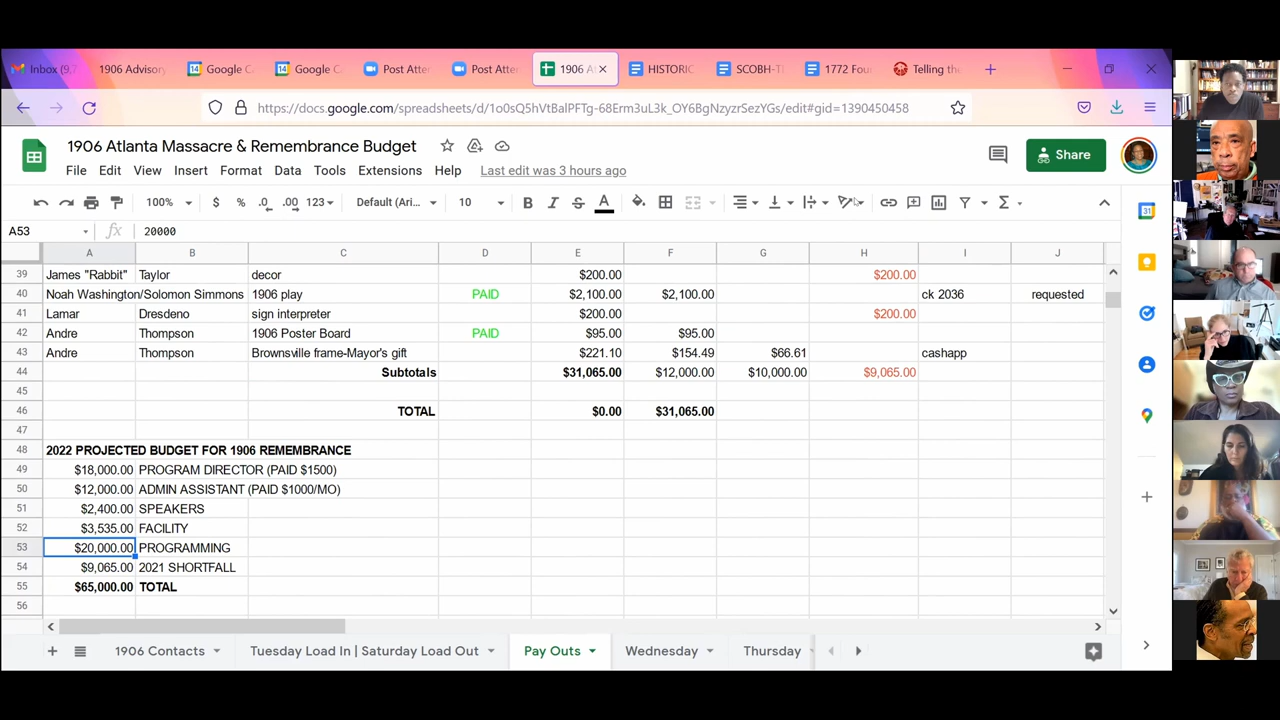 Inbox (9,7 1906 Advisory Google C Google C Post Atter Post Atter 1906 A HISTORIC SCOBH-TI 1772 Fou Telling the
https://docs.google.com/spreadsheets/d/
1906 Atlanta Massacre & Remembrance Budget
Share
File Edit View Insert Format Data Tools Extensions Help Last edit was 3 hours ago
100% $ % .0 .00 123 Default (Ari... 10 B I S A
A53 fx 20000
A B C D E F G H I J
39 James "Rabbit" Taylor decor $200.00 $200.00
40 Noah Washington/Solomon Simmons 1906 play PAID $2,100.00 $2,100.00 ck 2036 requested
41 Lamar Dresdeno sign interpreter $200.00 $200.00
42 Andre Thompson 1906 Poster Board PAID $95.00 $95.00
43 Andre Thompson Brownsville frame-Mayor's gift $221.10 $154.49 $66.61 cashapp
44 Subtotals $31,065.00 $12,000.00 $10,000.00 $9,065.00
45
46 TOTAL $0.00 $31,065.00
47
48 2022 PROJECTED BUDGET FOR 1906 REMEMBRANCE
49 $18,000.00 PROGRAM DIRECTOR (PAID $1500)
50 $12,000.00 ADMIN ASSISTANT (PAID $1000/MO)
51 $2,400.00 SPEAKERS
52 $3,535.00 FACILITY
53 $20,000.00 PROGRAMMING
54 $9,065.00 2021 SHORTFALL
55 $65,000.00 TOTAL
56
1906 Contacts Tuesday Load In | Saturday Load Out Pay Outs Wednesday Thursday